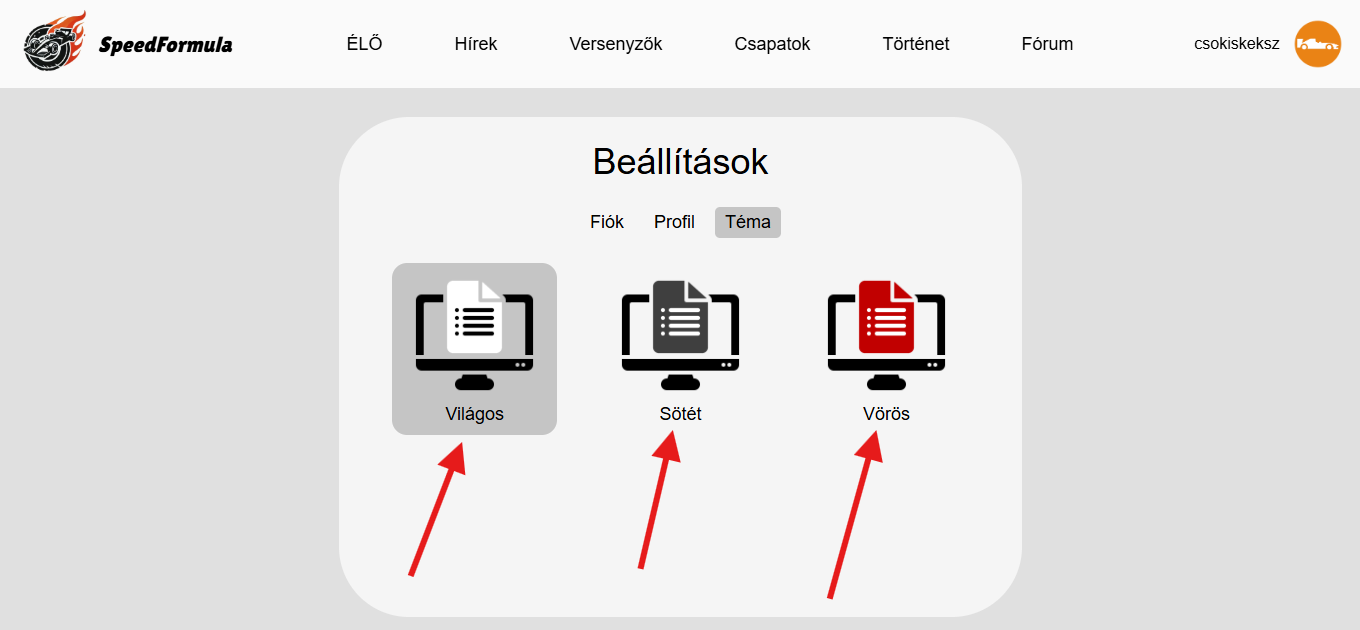 SpeedFormula
ÉLŐ
Hírek
Versenyzők
Csapatok
Történet
Fórum
csokiskeksz
Beállítások
Fiók
Profil
Téma
Világos
Sötét
Vörös